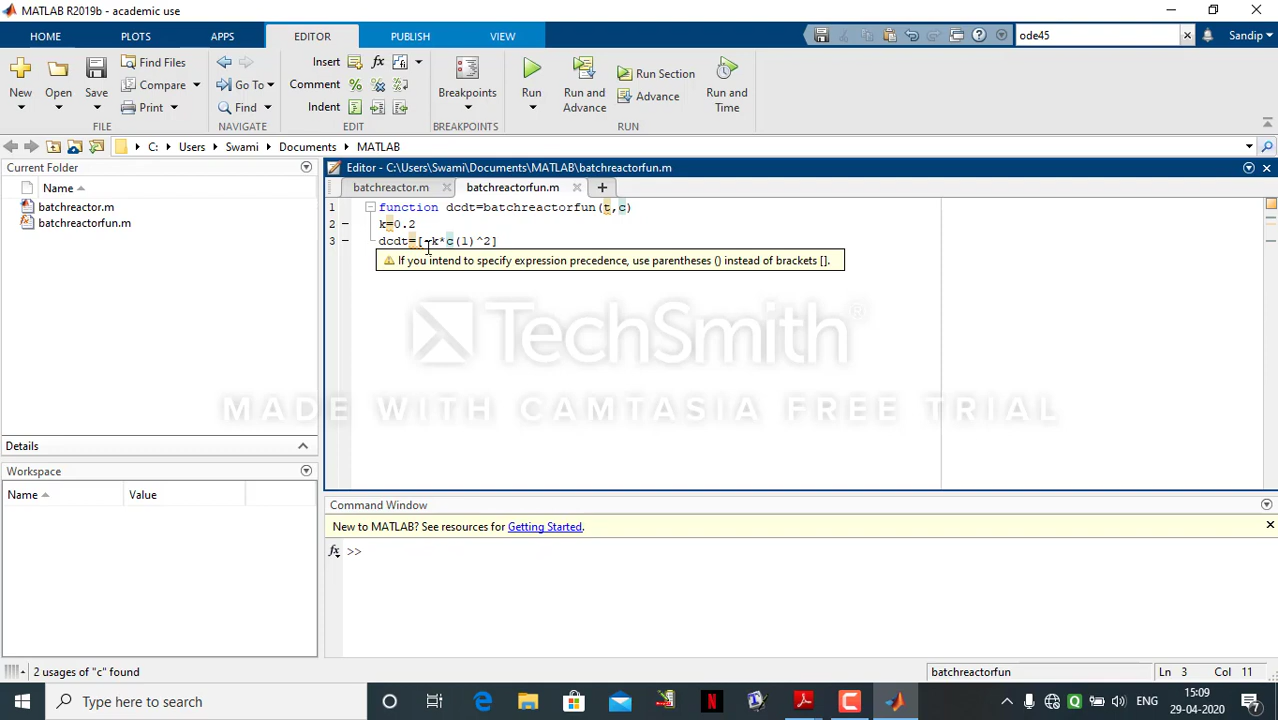 MATLAB R2019b - academic use
HOME PLOTS APPS EDITOR PUBLISH VIEW
ode45
Sandip
New Open Save
Find Files
Compare
Print
FILE
Go To
Find
NAVIGATE
Insert
Comment
Indent
EDIT
Breakpoints
BREAKPOINTS
Run
Run and Advance
Run Section
Advance
Run and Time
RUN
C: Users Swami Documents MATLAB
Current Folder
Name
batchreactor.m
batchreactorfun.m
Details
Workspace
Name Value
Editor - C:\Users\Swami\Documents\MATLAB\batchreactorfun.m
batchreactor.m batchreactorfun.m
1 function dcdt=batchreactorfun(t,c)
2 k=0.2
3 dcdt=[-k*c(1)^2]
If you intend to specify expression precedence, use parentheses () instead of brackets [].
TechSmith®
MADE WITH CAMTASIA FREE TRIAL
Command Window
New to MATLAB? See resources for Getting Started.
fx >>
2 usages of "c" found
batchreactorfun
Ln 3 Col 11
Type here to search
ENG
15:09
29-04-2020
7